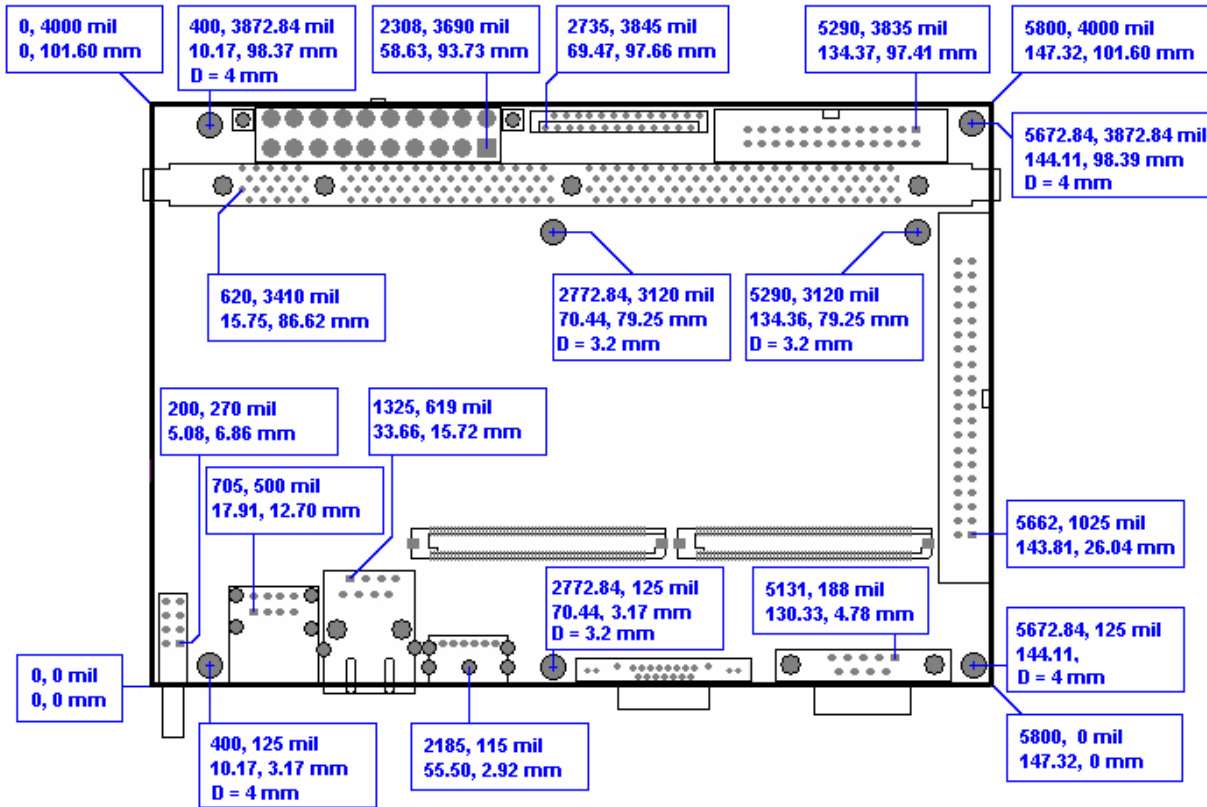 0, 4000 mil
0, 101.60 mm
400, 3872.84 mil
10.17, 98.37 mm
D = 4 mm
2308, 3690 mil
58.63, 93.73 mm
2735, 3845 mil
69.47, 97.66 mm
5290, 3835 mil
134.37, 97.41 mm
5800, 4000 mil
147.32, 101.60 mm
5672.84, 3872.84 mil
144.11, 98.39 mm
D = 4 mm
620, 3410 mil
15.75, 86.62 mm
2772.84, 3120 mil
70.44, 79.25 mm
D = 3.2 mm
5290, 3120 mil
134.36, 79.25 mm
D = 3.2 mm
200, 270 mil
5.08, 6.86 mm
1325, 619 mil
33.66, 15.72 mm
705, 500 mil
17.91, 12.70 mm
5662, 1025 mil
143.81, 26.04 mm
2772.84, 125 mil
70.44, 3.17 mm
D = 3.2 mm
5131, 188 mil
130.33, 4.78 mm
5672.84, 125 mil
144.11,
D = 4 mm
0, 0 mil
0, 0 mm
400, 125 mil
10.17, 3.17 mm
D = 4 mm
2185, 115 mil
55.50, 2.92 mm
5800, 0 mil
147.32, 0 mm